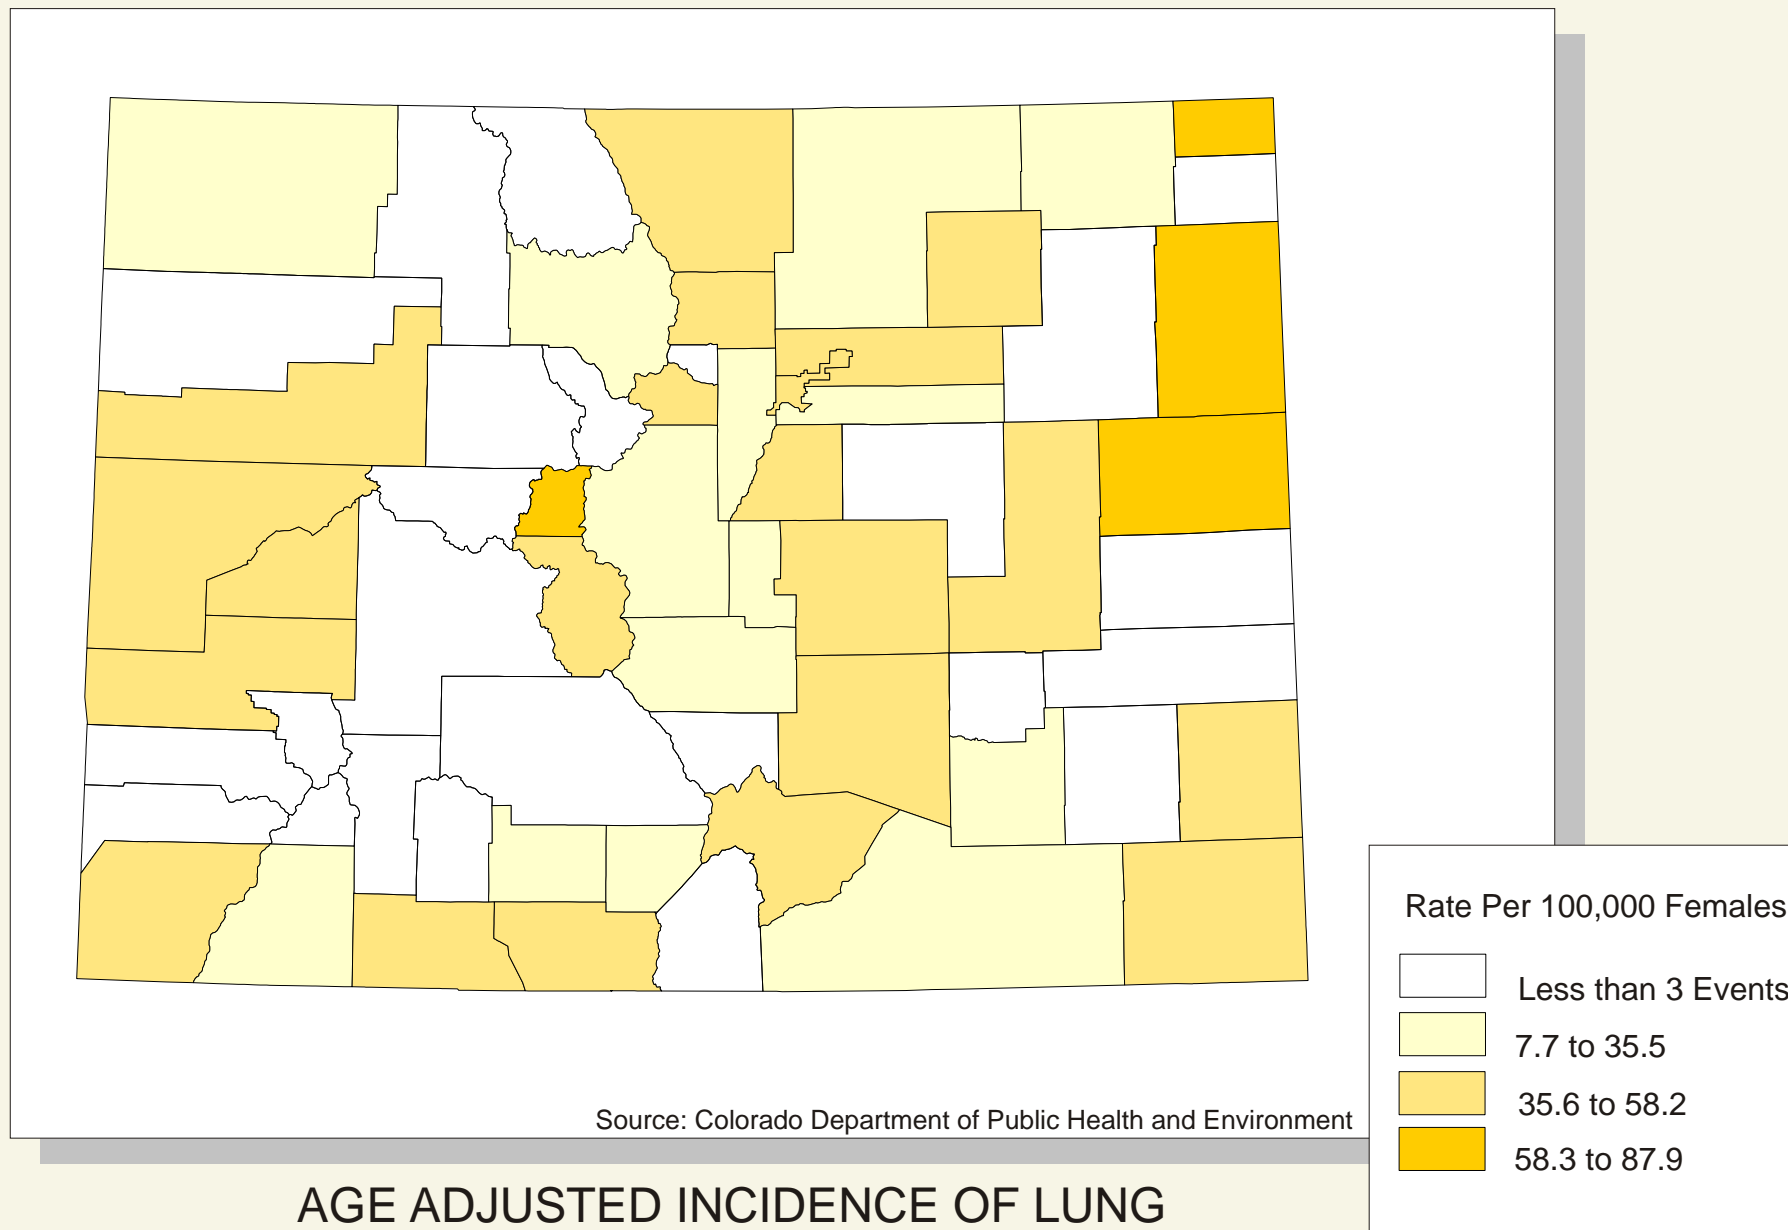 Rate Per 100,000 Females
Less than 3 Events
7.7 to 35.5
35.6 to 58.2
58.3 to 87.9
Source: Colorado Department of Public Health and Environment
AGE ADJUSTED INCIDENCE OF LUNG